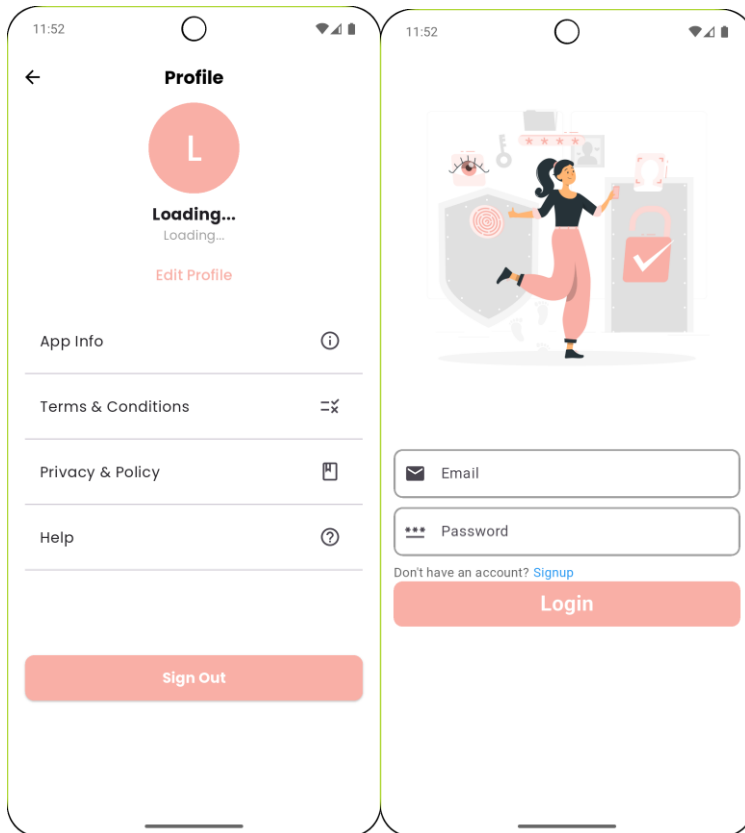 11:52
Profile
L
Loading...
Loading...
Edit Profile
App Info
Terms & Conditions
Privacy & Policy
Help
Sign Out
11:52
Email
Password
Don't have an account? Signup
Login